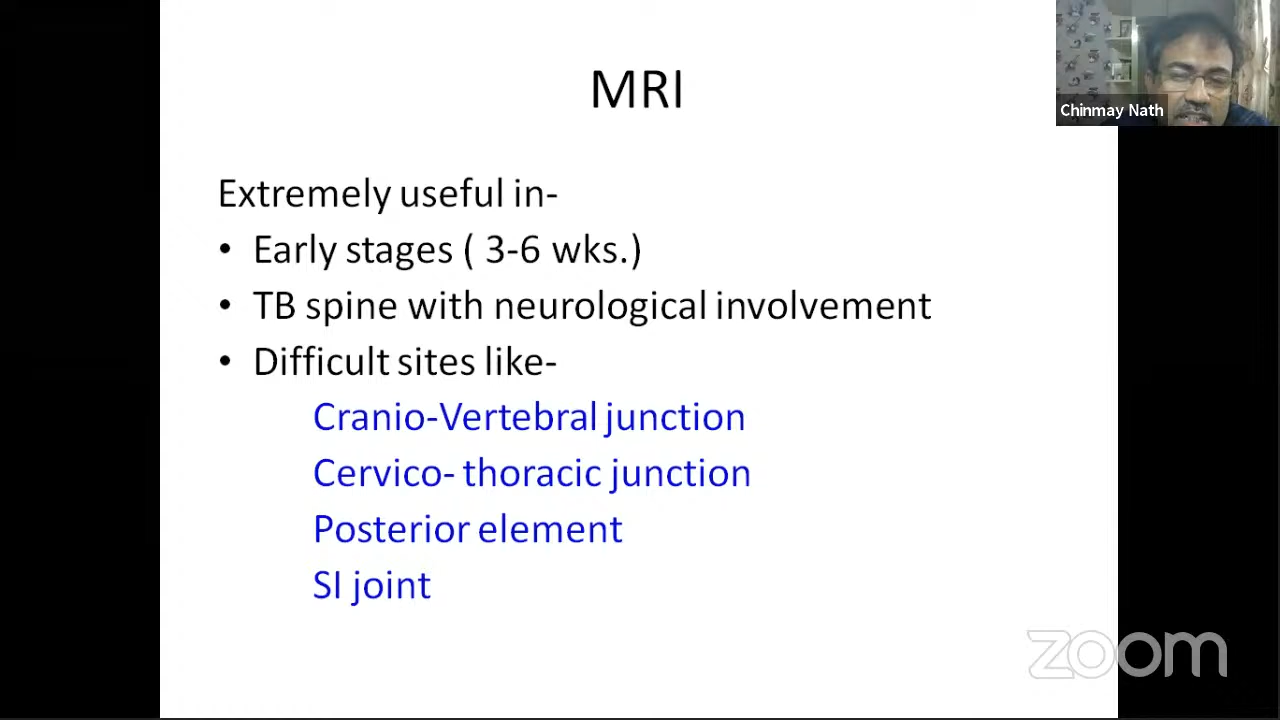 MRI
Chinmay Nath
Extremely useful in-
• Early stages ( 3-6 wks.)
• TB spine with neurological involvement
• Difficult sites like-
Cranio-Vertebral junction
Cervico- thoracic junction
Posterior element
SI joint
zoom